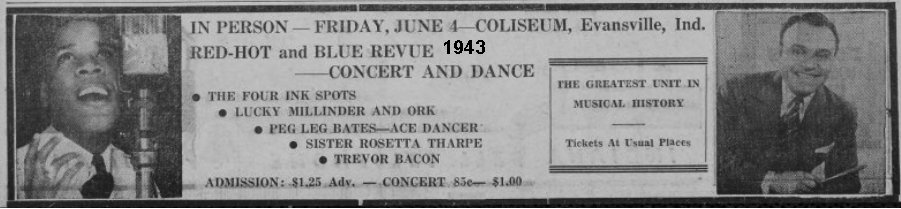 IN PERSON — FRIDAY, JUNE 4—COLISEUM, Evansville, Ind.
RED-HOT and BLUE REVUE 1943
——CONCERT AND DANCE
● THE FOUR INK SPOTS
● LUCKY MILLINDER AND ORK
● PEG LEG BATES—ACE DANCER
● SISTER ROSETTA THARPE
● TREVOR BACON
ADMISSION: $1.25 Adv. — CONCERT 85c— $1.00
THE GREATEST UNIT IN
MUSICAL HISTORY
Tickets At Usual Places